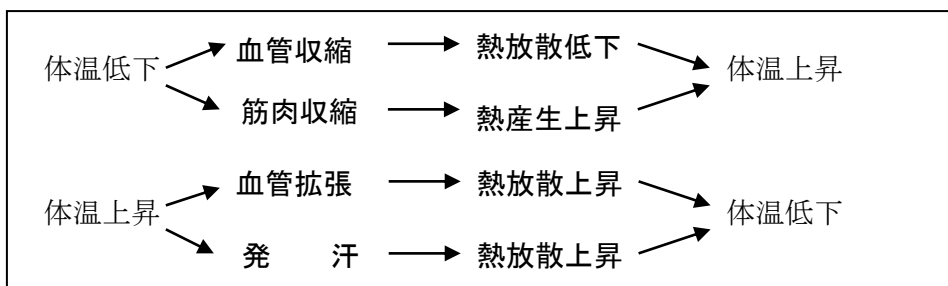 体温低下
血管収縮
熱放散低下
体温上昇
筋肉収縮
熱産生上昇
体温上昇
血管拡張
熱放散上昇
体温低下
発 汗
熱放散上昇